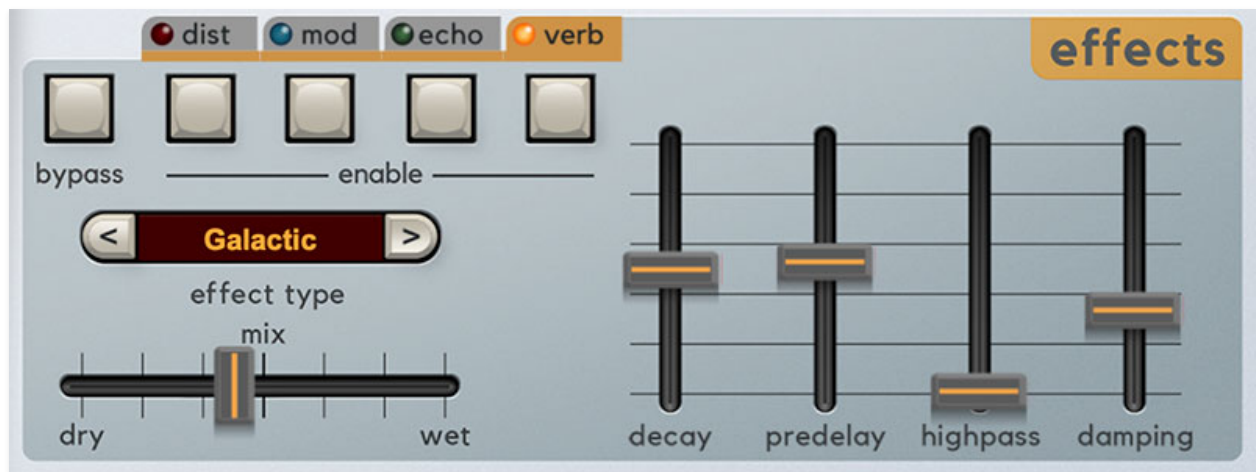 dist mod echo verb
effects
bypass enable
< Galactic >
effect type
mix
dry wet
decay predelay highpass damping